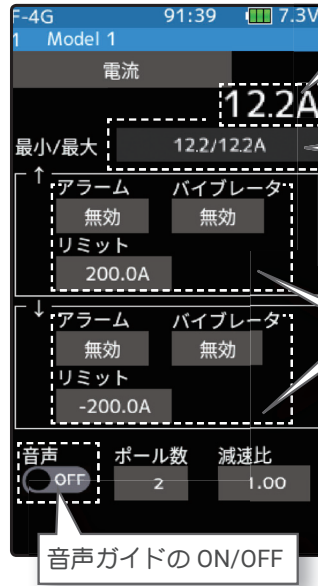 F-4G 91:39 7.3V
1 Model 1
電流
12.2A
最小/最大 12.2/12.2A
↑
アラーム バイブレータ
無効 無効
リミット
200.0A
↓
アラーム バイブレータ
無効 無効
リミット
-200.0A
音声 ポール数 減速比
OFF 2 1.00
音声ガイドの ON/OFF